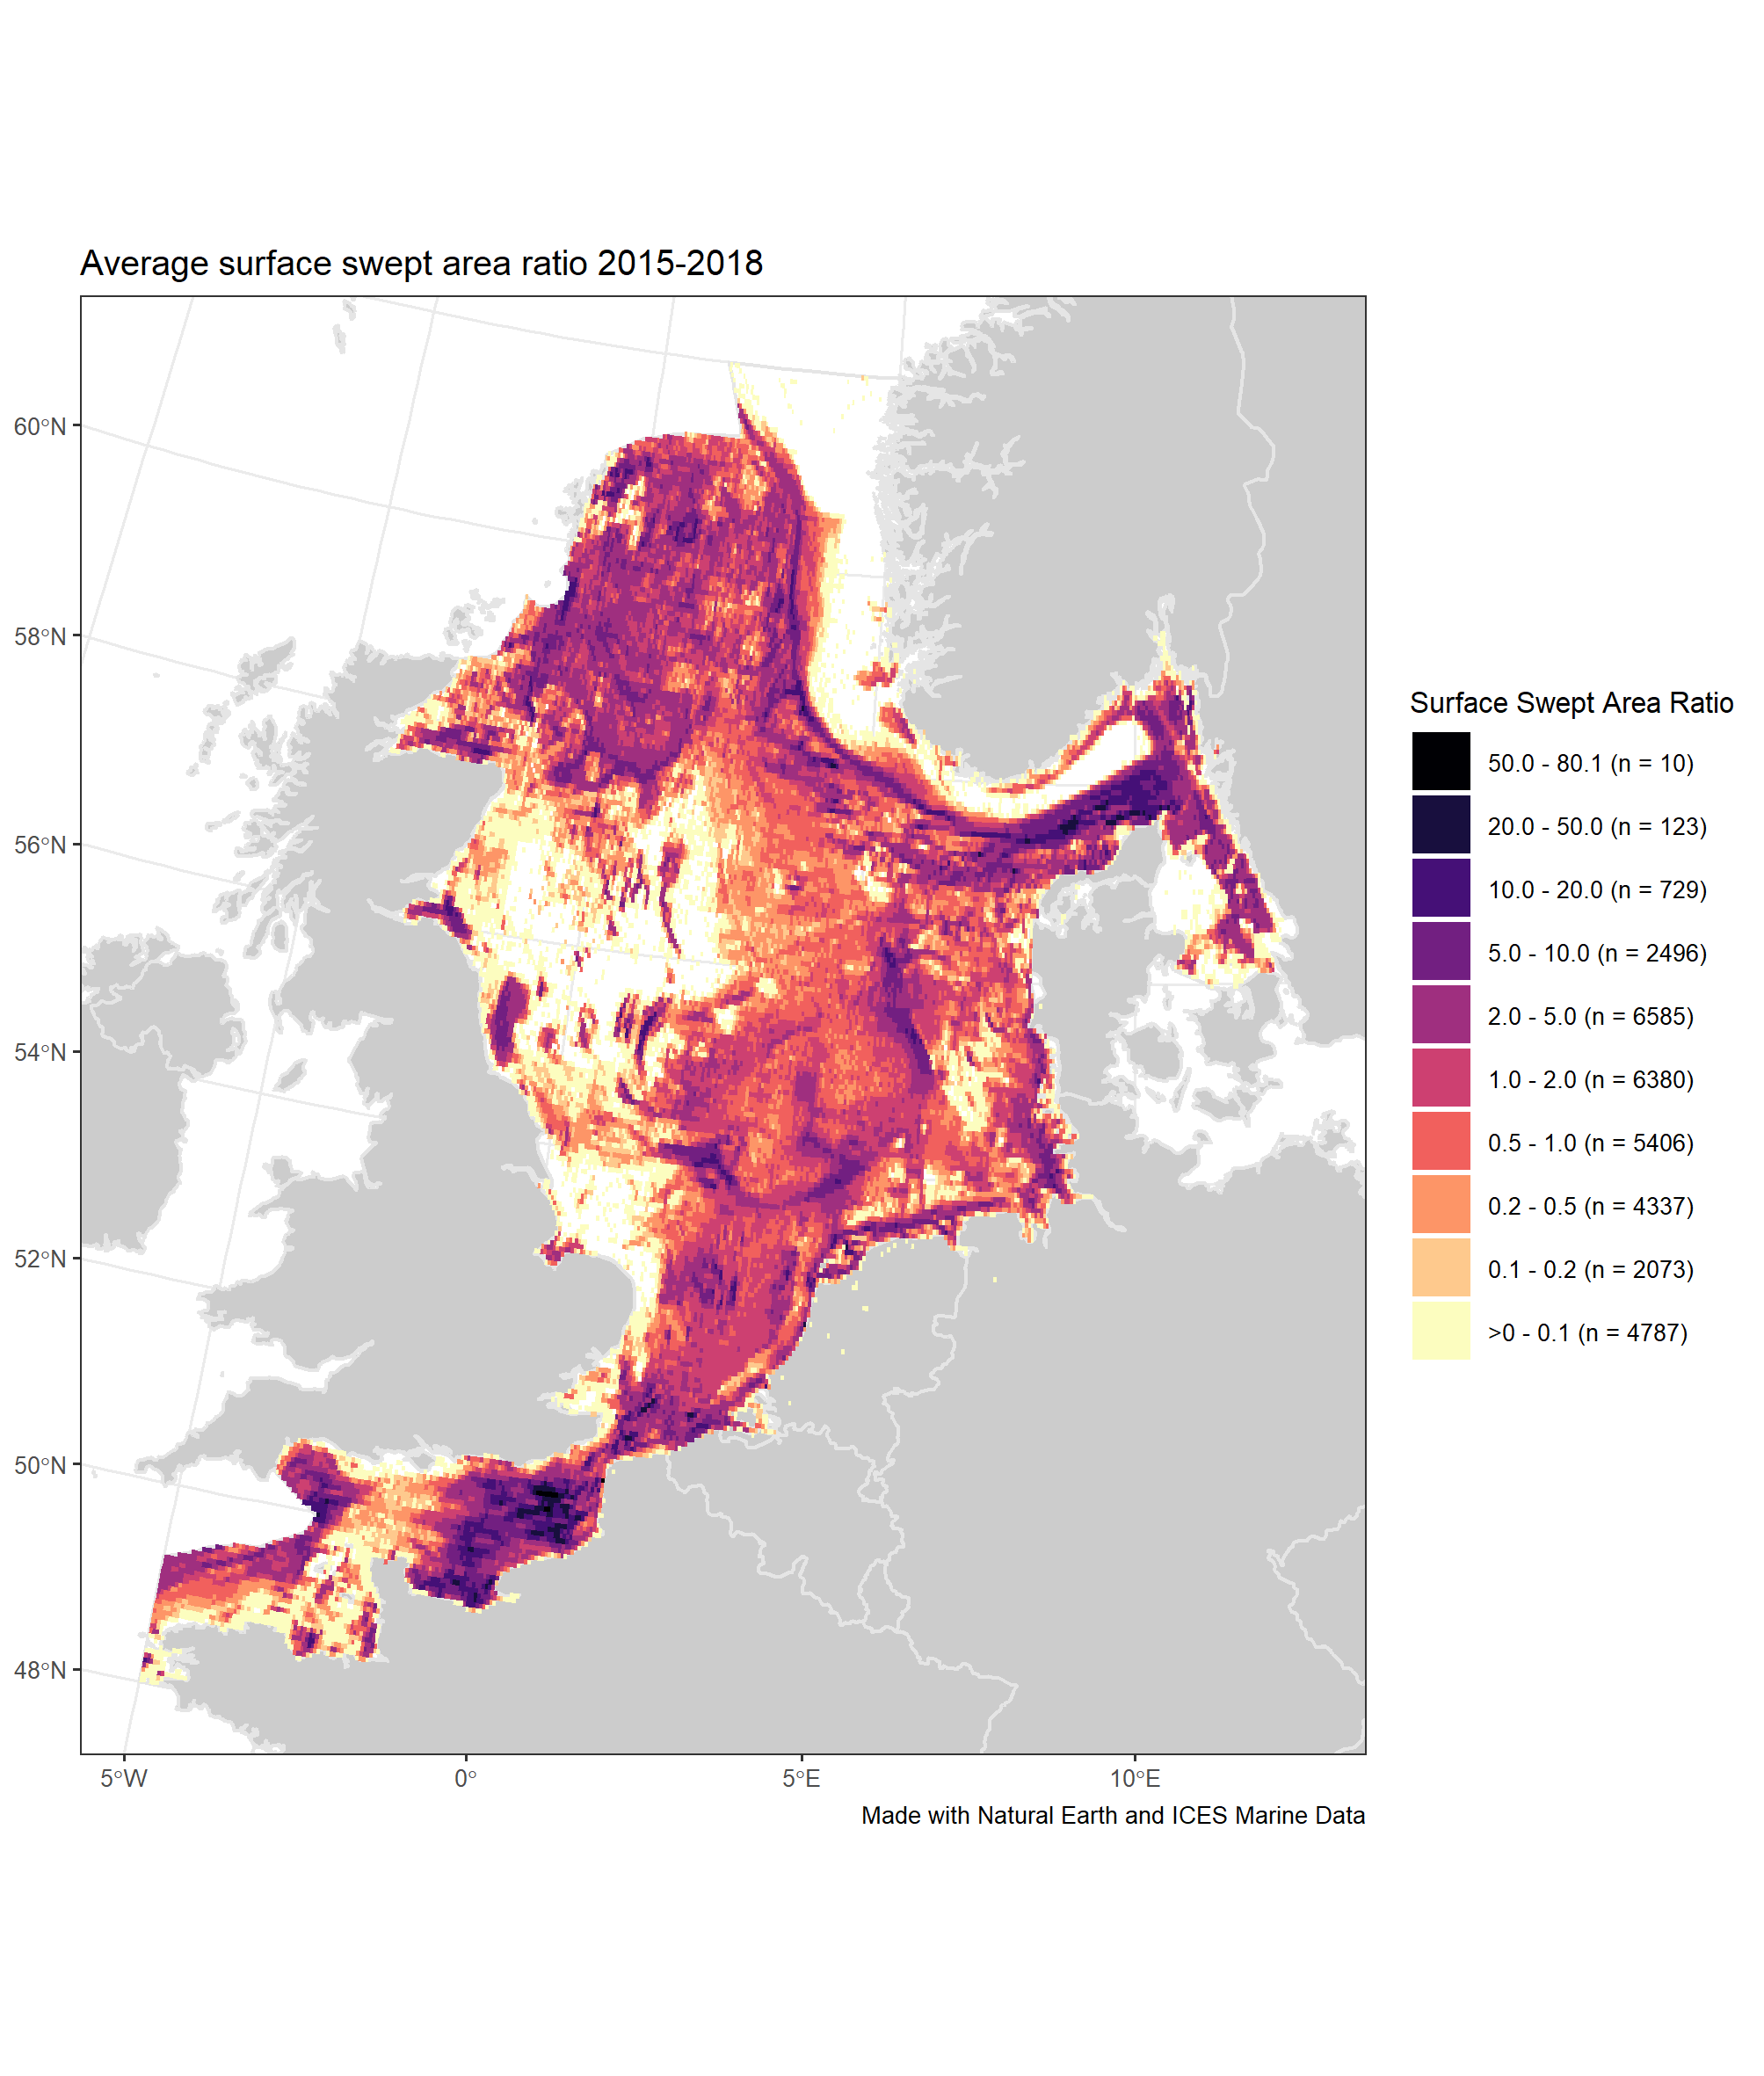 Average surface swept area ratio 2015-2018
60°N
58°N
56°N
54°N
52°N
50°N
48°N
5°W
0°
5°E
10°E
Made with Natural Earth and ICES Marine Data
Surface Swept Area Ratio
50.0 - 80.1 (n = 10)
20.0 - 50.0 (n = 123)
10.0 - 20.0 (n = 729)
5.0 - 10.0 (n = 2496)
2.0 - 5.0 (n = 6585)
1.0 - 2.0 (n = 6380)
0.5 - 1.0 (n = 5406)
0.2 - 0.5 (n = 4337)
0.1 - 0.2 (n = 2073)
>0 - 0.1 (n = 4787)